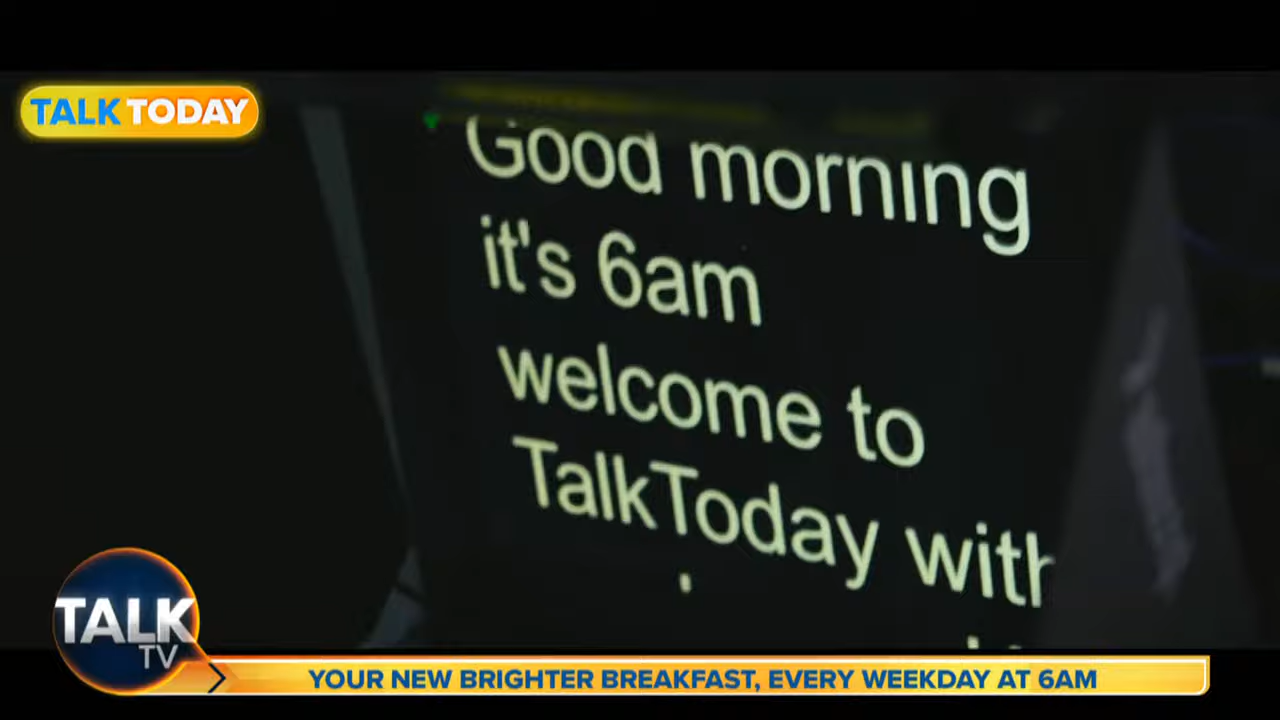 TALK TODAY
Good morning
it's 6am
welcome to
TalkToday with
TALK
TV
YOUR NEW BRIGHTER BREAKFAST, EVERY WEEKDAY AT 6AM